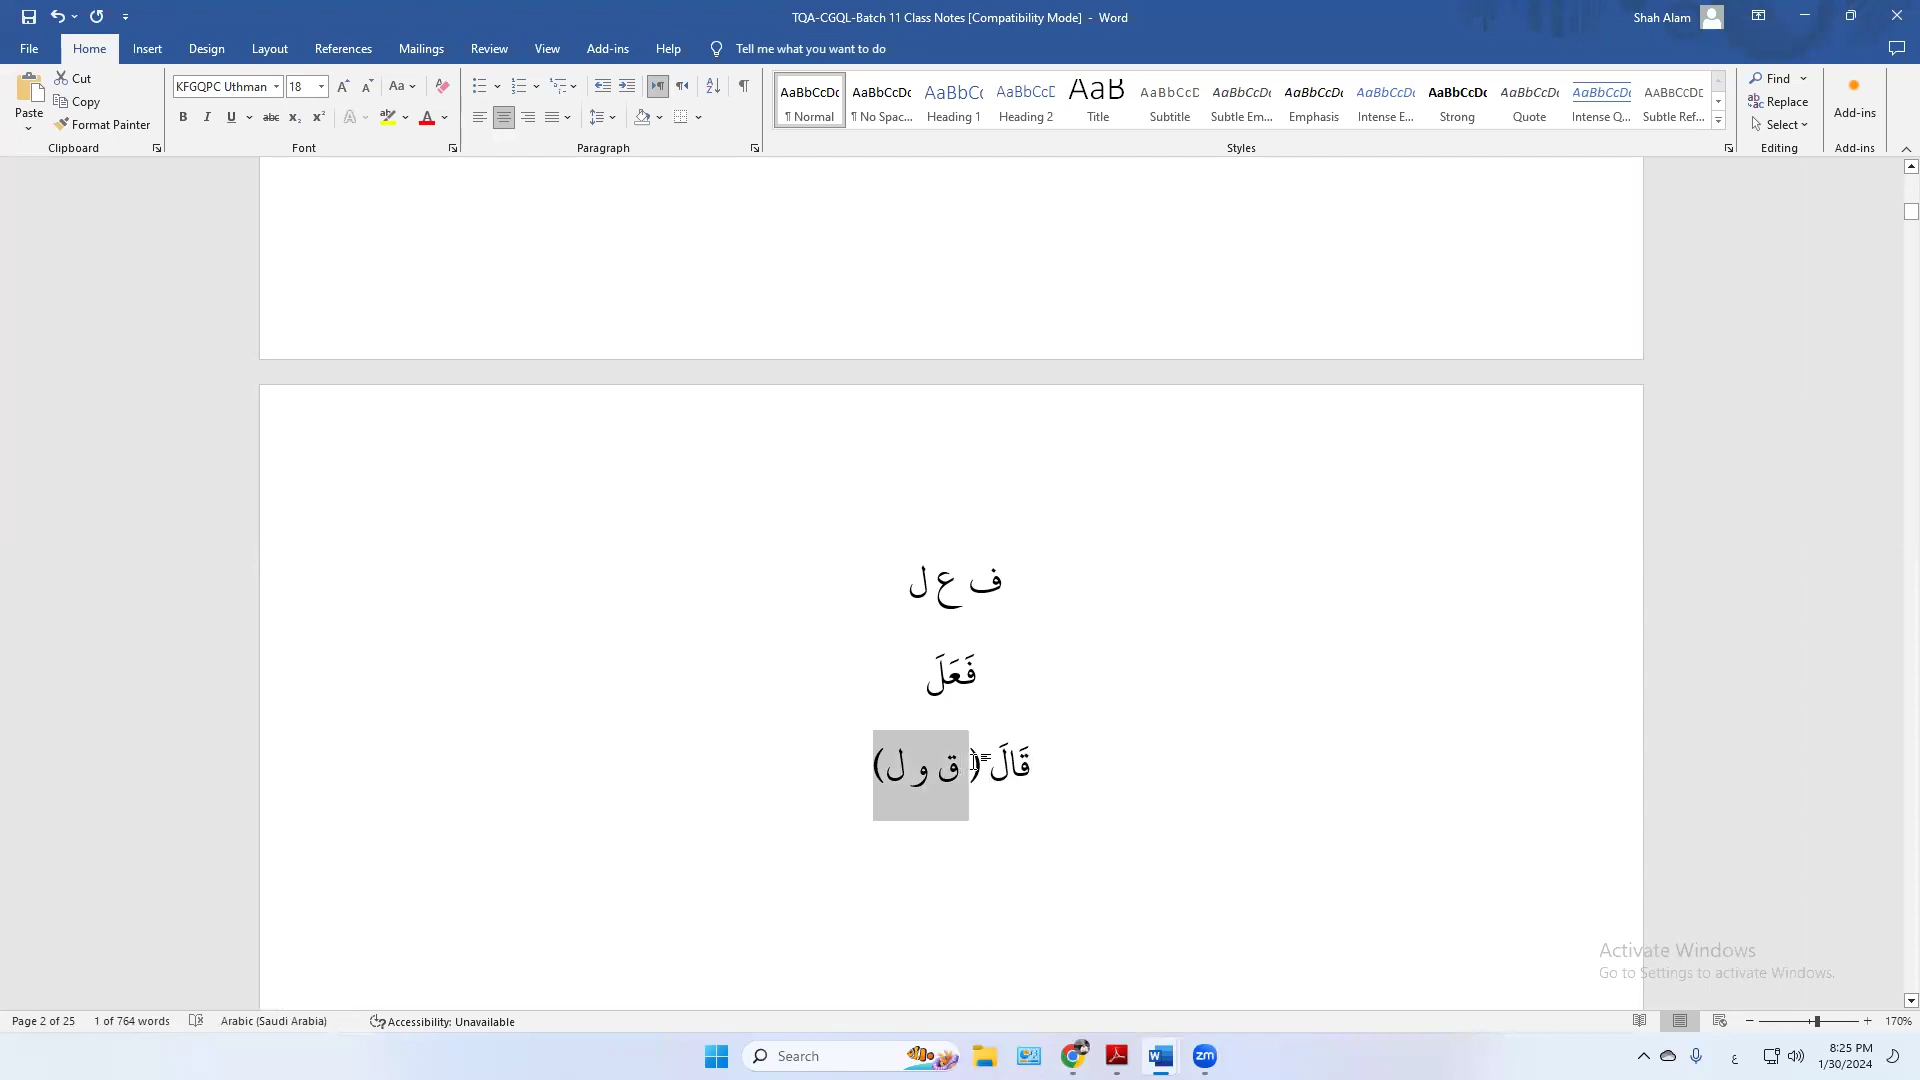 TQA-CGQL-Batch 11 Class Notes [Compatibility Mode] - Word
Shah Alam
File Home Insert Design Layout References Mailings Review View Add-ins Help Tell me what you want to do
Paste
Cut
Copy
Format Painter
Clipboard
KFGQPC Uthman 18
Font
Paragraph
AaBbCcDc AaBbCcDc AaBbCc AaBbCcD AaB AaBbCcD AaBbCcDc AaBbCcDc AaBbCcDc AaBbCcDc AaBbCcDc AaBbCcDc AABBCCDE
¶ Normal ¶ No Spac... Heading 1 Heading 2 Title Subtitle Subtle Em... Emphasis Intense E... Strong Quote Intense Q... Subtle Ref...
Styles
Find
Replace
Select
Editing
Add-ins
Add-ins
ف ع ل
فَعَلَ
قَالَ (ق و ل)
Activate Windows
Go to Settings to activate Windows.
Page 2 of 25 1 of 764 words Arabic (Saudi Arabia) Accessibility: Unavailable 170%
Search
zm
ع
8:25 PM
1/30/2024